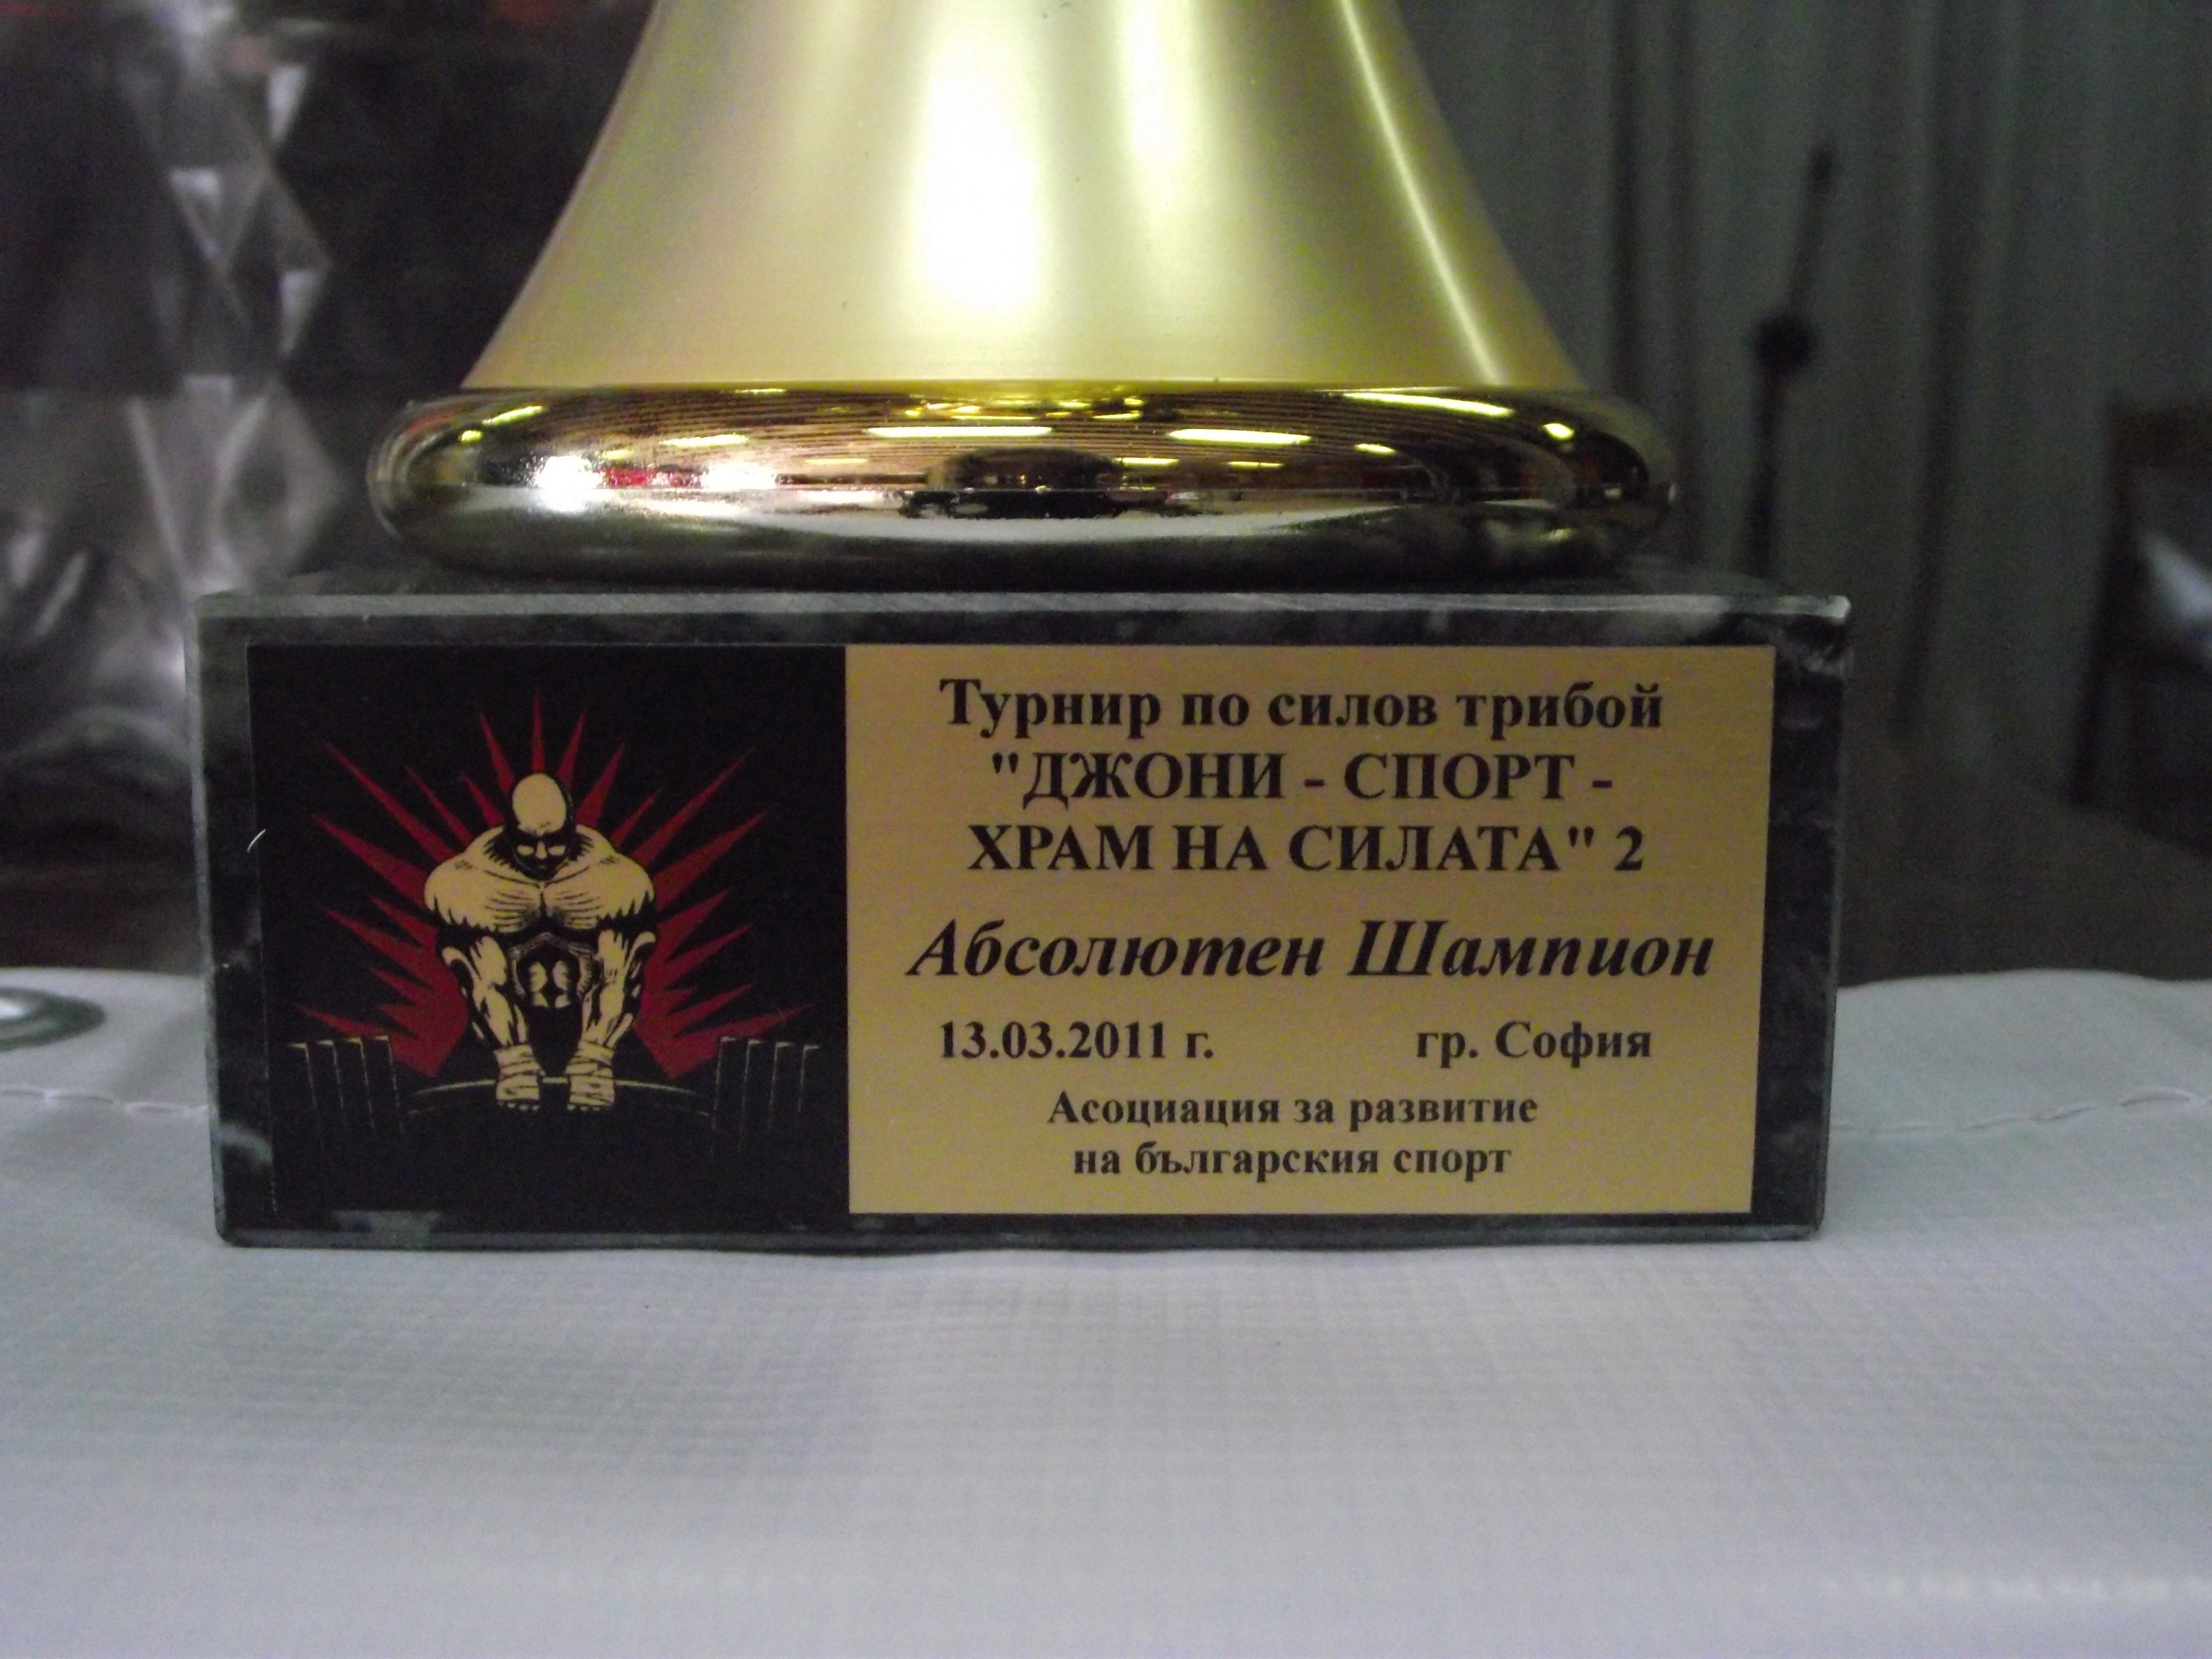 Турнир по силов трибой
"ДЖОНИ - СПОРТ -
ХРАМ НА СИЛАТА" 2
Абсолютен Шампион
13.03.2011 г. гр. София
Асоциация за развитие
на българския спорт